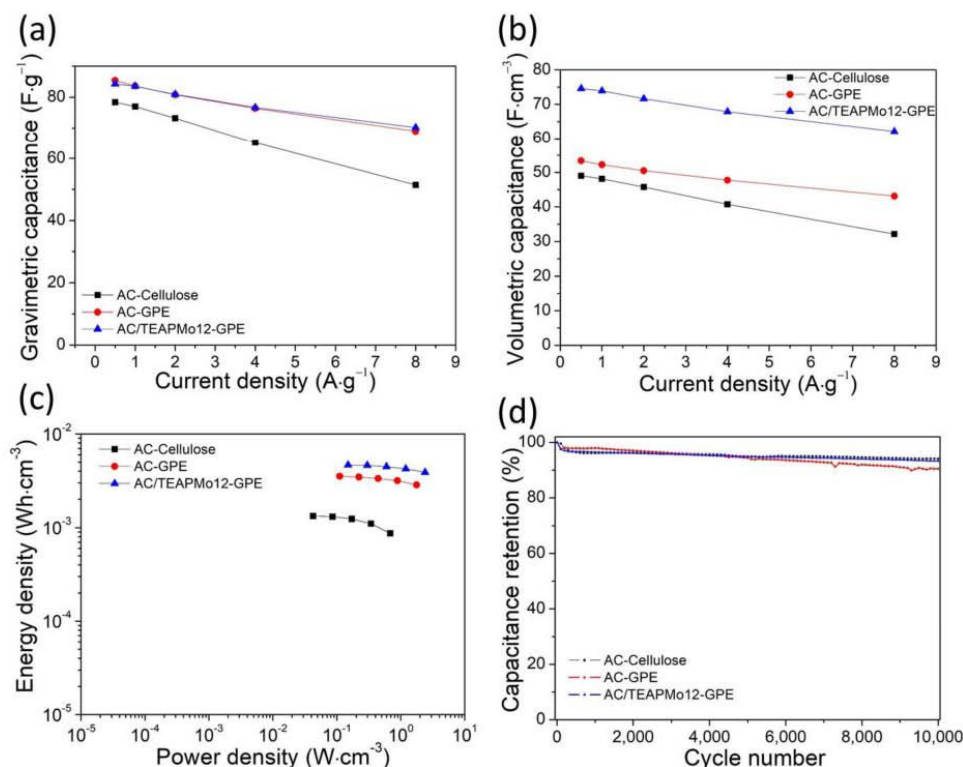 (a)
Gravimetric capacitance (F·g⁻¹)
80
60
40
20
0
AC-Cellulose
AC-GPE
AC/TEAPMo12-GPE
0 1 2 3 4 5 6 7 8 9
Current density (A·g⁻¹)
(b)
Volumetric capacitance (F·cm⁻³)
80
70
60
50
40
30
20
10
0
AC-Cellulose
AC-GPE
AC/TEAPMo12-GPE
0 1 2 3 4 5 6 7 8 9
Current density (A·g⁻¹)
(c)
Energy density (Wh·cm⁻³)
10⁻²
10⁻³
10⁻⁴
10⁻⁵
AC-Cellulose
AC-GPE
AC/TEAPMo12-GPE
10⁻⁵ 10⁻⁴ 10⁻³ 10⁻² 10⁻¹ 10⁰ 10¹
Power density (W·cm⁻³)
(d)
Capacitance retention (%)
100
80
60
40
20
0
AC-Cellulose
AC-GPE
AC/TEAPMo12-GPE
0 2,000 4,000 6,000 8,000 10,000
Cycle number